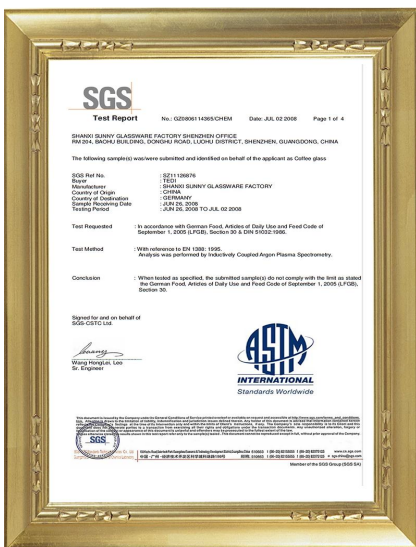 SGS
Test Report No.: GZ0806114365/CHEM Date: JUL 02 2008 Page 1 of 4
SHANXI SUNNY GLASSWARE FACTORY SHENZHEN OFFICE
RM 204, BAOHU BUILDING, DONGHU ROAD, LUOHU DISTRICT, SHENZHEN, GUANGDONG, CHINA
The following sample(s) was/were submitted and identified on behalf of the applicant as Coffee glass
SGS Ref No. : SZ11126876
Buyer : TEDI
Manufacturer : SHANXI SUNNY GLASSWARE FACTORY
Country of Origin : CHINA
Country of Destination : GERMANY
Sample Receiving Date : JUN 26, 2008
Testing Period : JUN 26, 2008 TO JUL 02 2008
Test Requested : In accordance with German Food, Articles of Daily Use and Feed Code of
September 1, 2005 (LFGB), Section 30 & DIN 51032:1986.
Test Method : With reference to EN 1388: 1995.
Analysis was performed by Inductively Coupled Argon Plasma Spectrometry.
Conclusion : When tested as specified, the submitted sample(s) do not comply with the limit as stated
the German Food, Articles of Daily Use and Feed Code of September 1, 2005 (LFGB),
Section 30.
Signed for and on behalf of
SGS-CSTC Ltd.
Wang HongLei, Leo
Sr. Engineer
ASTM
INTERNATIONAL
Standards Worldwide
SGS
Member of the SGS Group (SGS SA)